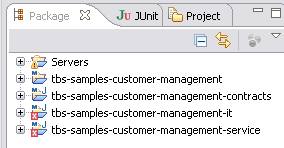 Package JUnit Project
Servers
tbs-samples-customer-management
tbs-samples-customer-management-contracts
tbs-samples-customer-management-it
tbs-samples-customer-management-service